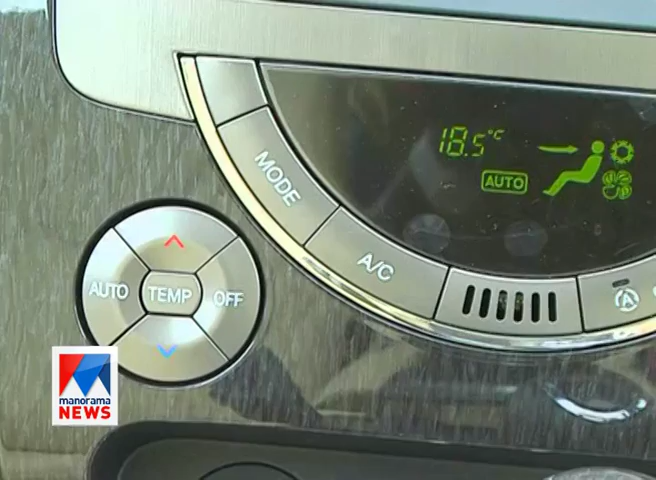 18.5°C
AUTO
MODE
A/C
AUTO
TEMP
OFF
A
manorama
NEWS